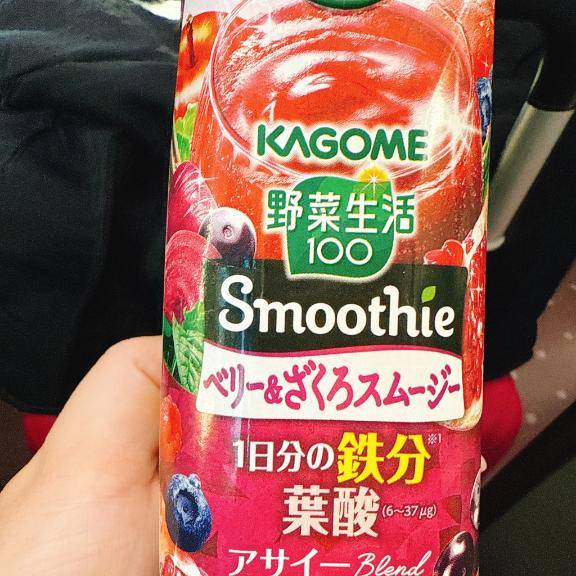 KAGOME
野菜生活
100
Smoothie
ベリー&ざくろスムージー
1日分の鉄分※1
葉酸(6~37μg)
アサイーBlend